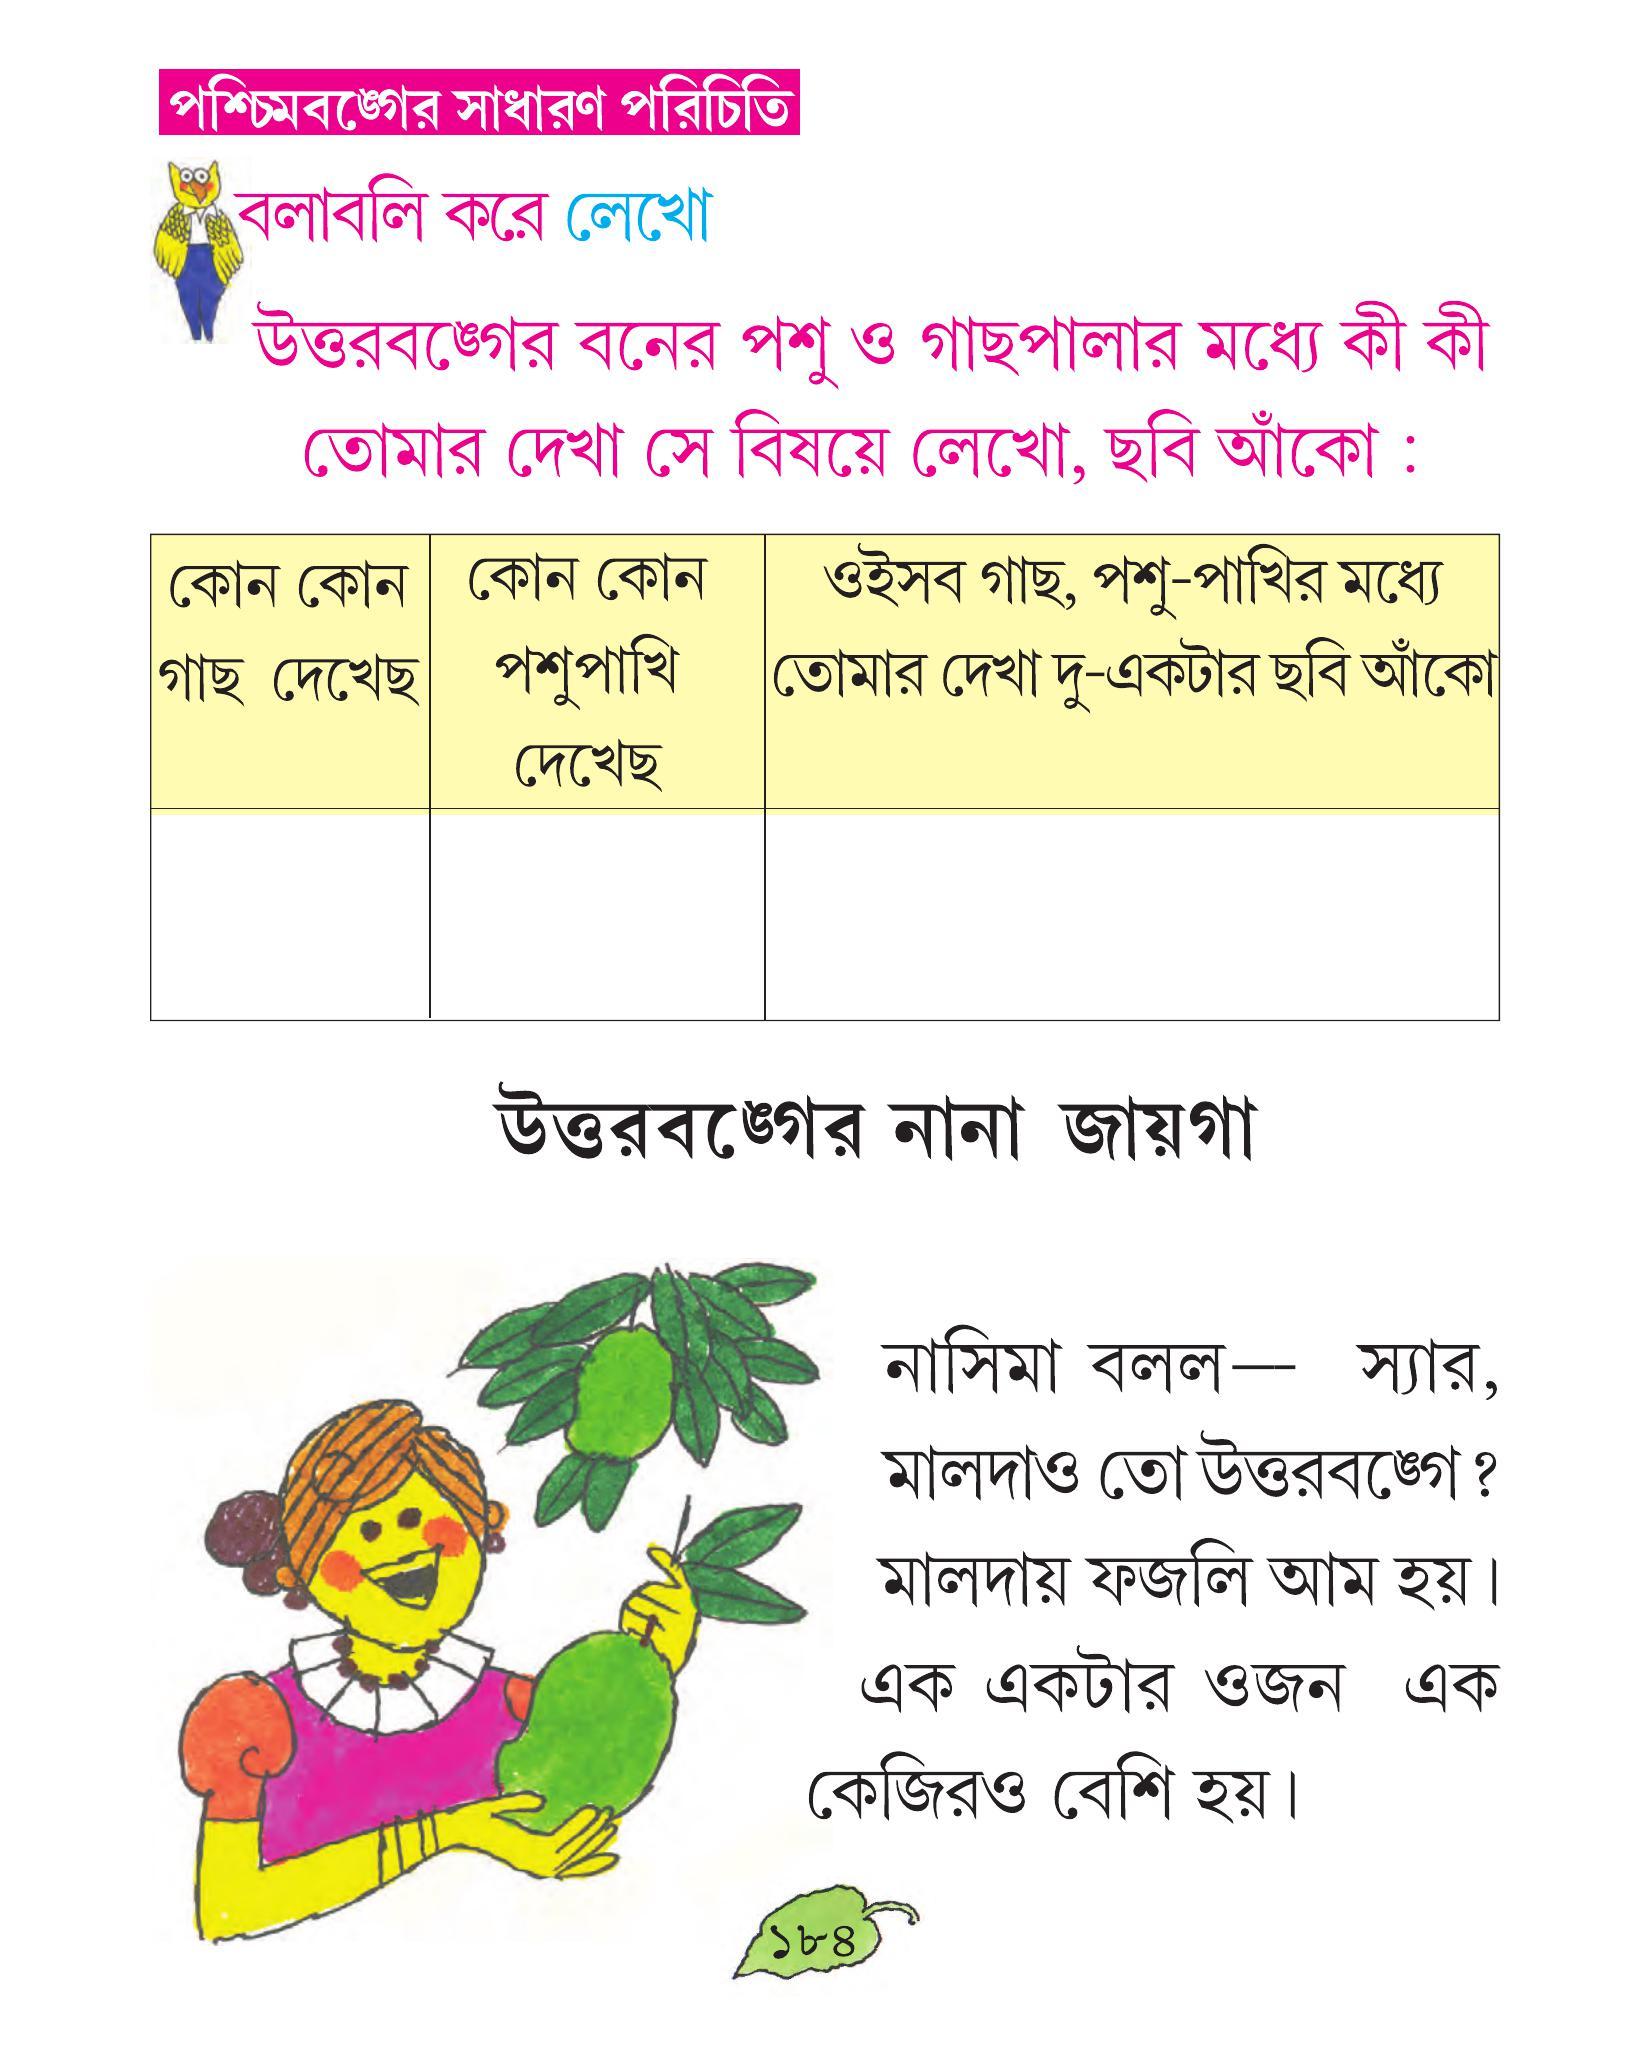 পশ্চিমবঙ্গের সাধারণ পরিচিতি
বলাবলি করে লেখো
উত্তরবঙ্গের বনের পশু ও গাছপালার মধ্যে কী কী
তোমার দেখা সে বিষয়ে লেখো, ছবি আঁকো :
কোন কোন
গাছ দেখেছ
কোন কোন
পশুপাখি
দেখেছ
ওইসব গাছ, পশু-পাখির মধ্যে
তোমার দেখা দু-একটার ছবি আঁকো
উত্তরবঙ্গের নানা জায়গা
নাসিমা বলল— স্যার,
মালদাও তো উত্তরবঙ্গে?
মালদায় ফজলি আম হয়।
এক একটার ওজন এক
কেজিরও বেশি হয়।
১৮৪